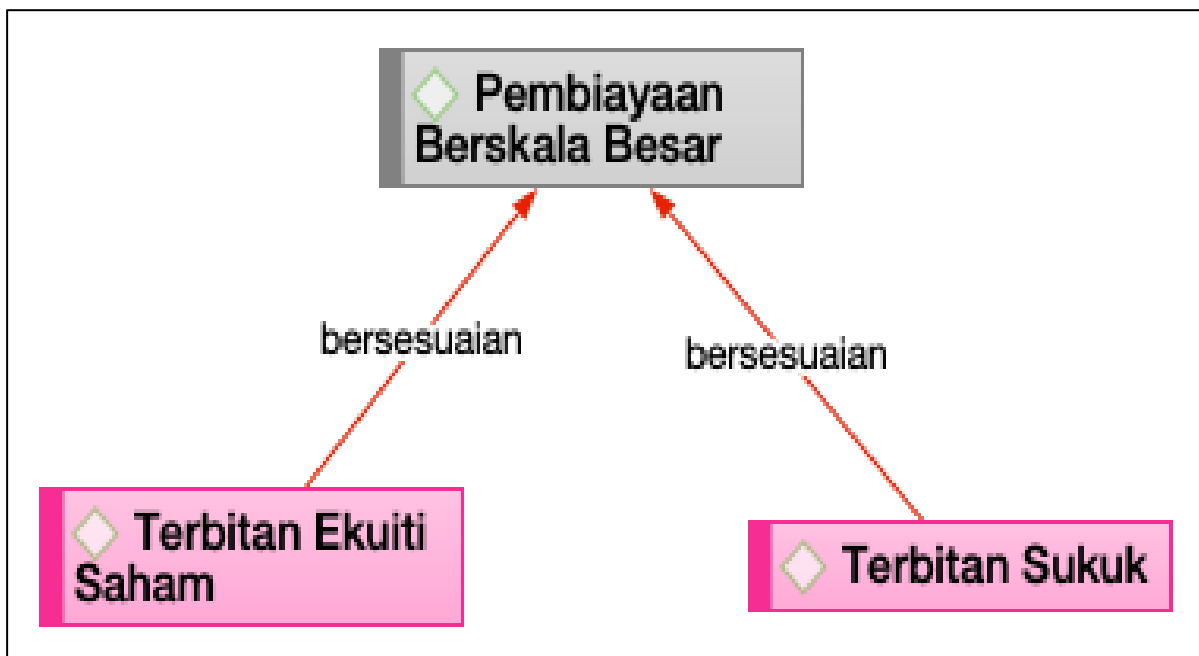 Pembiayaan
Berskala Besar
bersesuaian
bersesuaian
Terbitan Ekuiti
Saham
Terbitan Sukuk